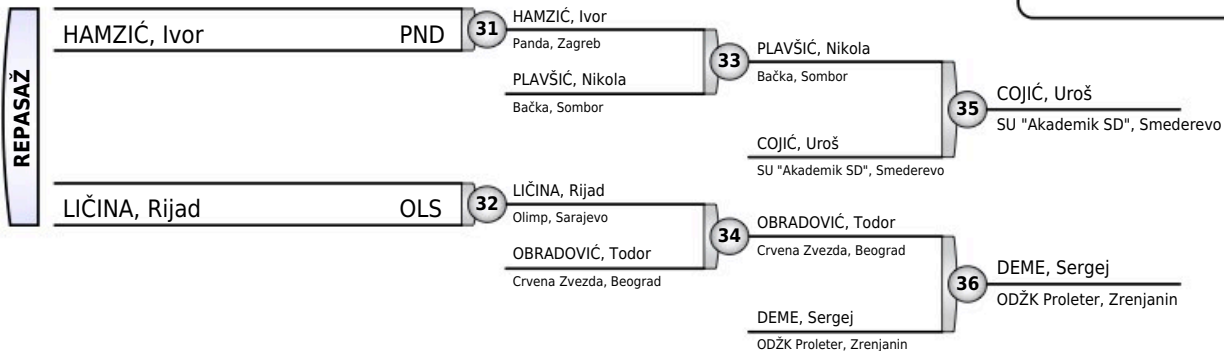 REPASAŽ
HAMZIĆ, Ivor PND
31
HAMZIĆ, Ivor
Panda, Zagreb
PLAVŠIĆ, Nikola
Bačka, Sombor
33
PLAVŠIĆ, Nikola
Bačka, Sombor
COJIĆ, Uroš
SU "Akademik SD", Smederevo
35
COJIĆ, Uroš
SU "Akademik SD", Smederevo
LIČINA, Rijad OLS
32
LIČINA, Rijad
Olimp, Sarajevo
OBRADOVIĆ, Todor
Crvena Zvezda, Beograd
34
OBRADOVIĆ, Todor
Crvena Zvezda, Beograd
DEME, Sergej
ODŽK Proleter, Zrenjanin
36
DEME, Sergej
ODŽK Proleter, Zrenjanin